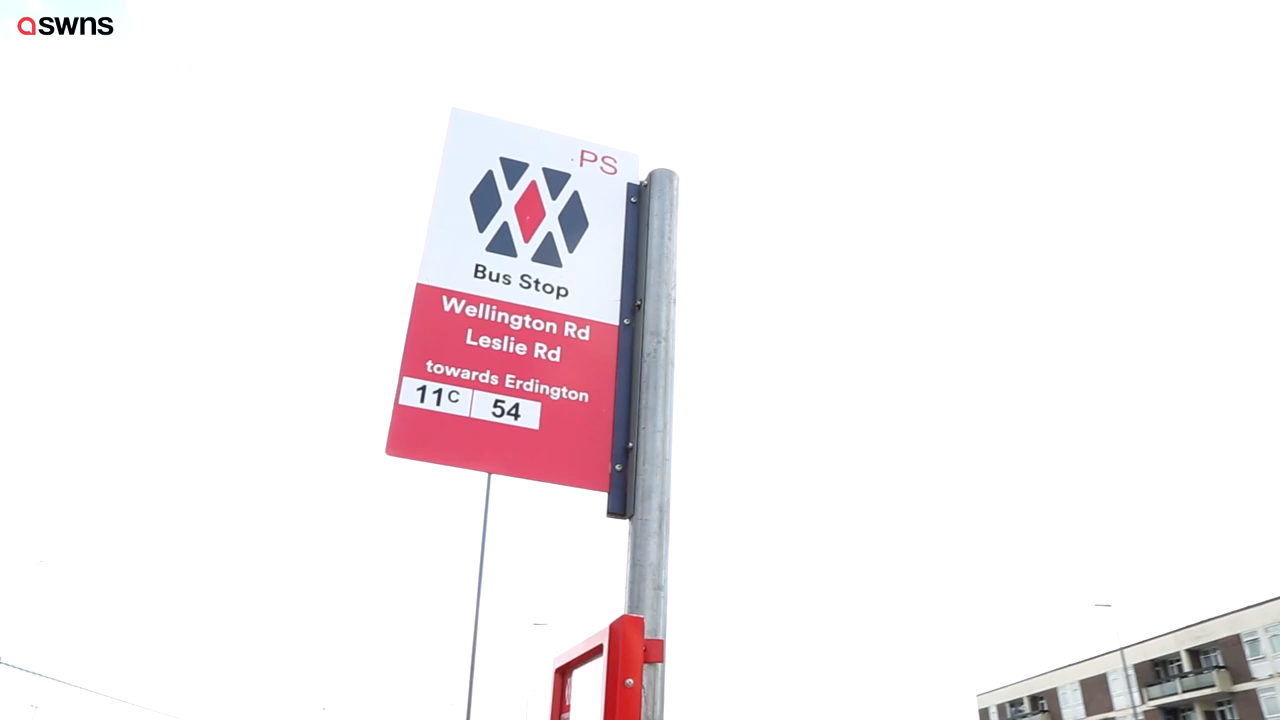 swns
PS
Bus Stop
Wellington Rd
Leslie Rd
towards Erdington
11C 54